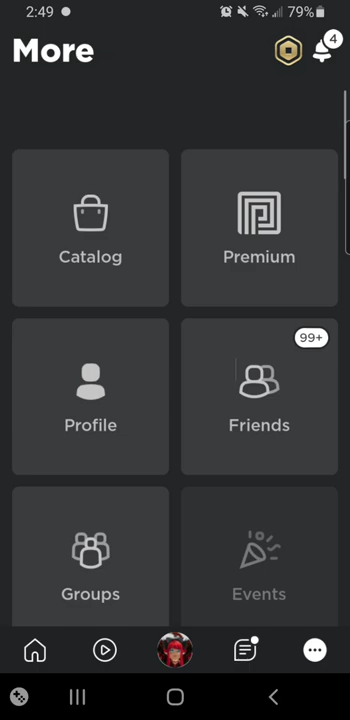 2:49
79%
More
4
Catalog
Premium
99+
Profile
Friends
Groups
Events